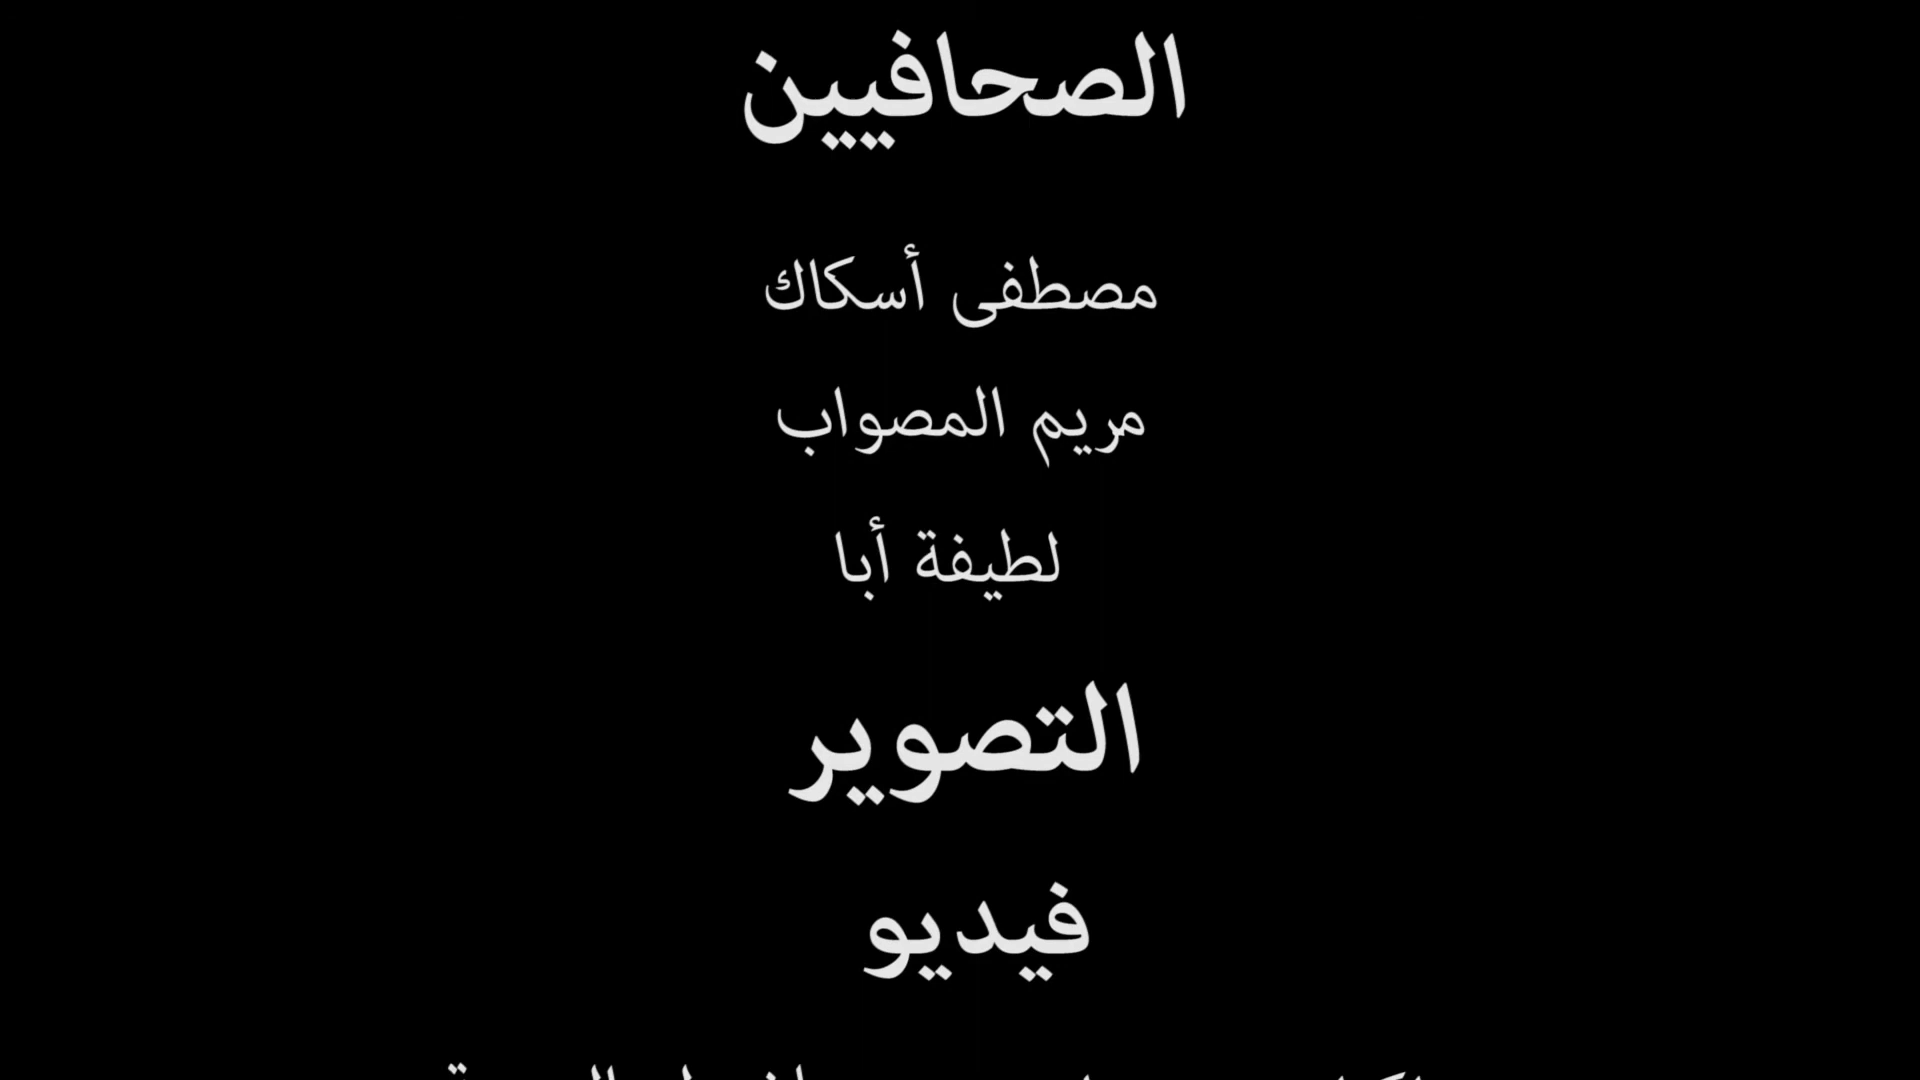 الصحافيين
مصطفى أسكاك
مريم المصواب
لطيفة أبا
التصوير
فيديو